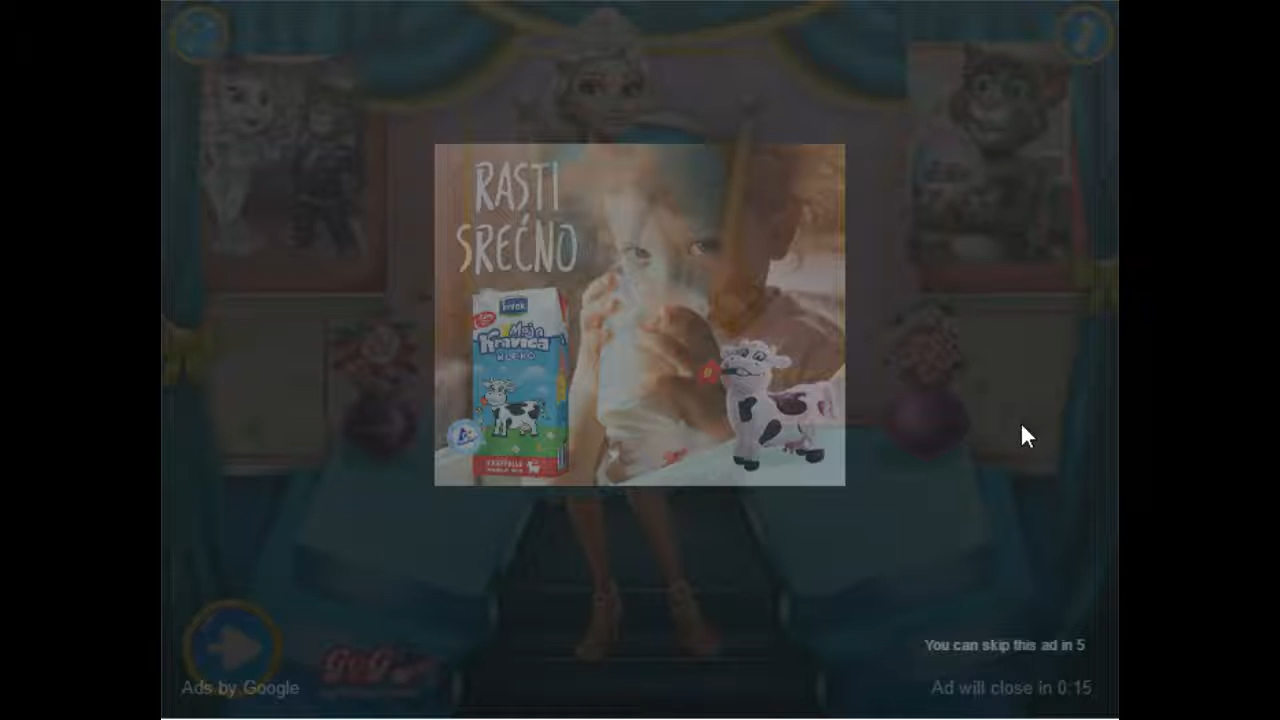 RASTI
SREĆNO
imlek
Moja
Kravica
MLEKO
You can skip this ad in 5
Ads by Google
Ad will close in 0:15